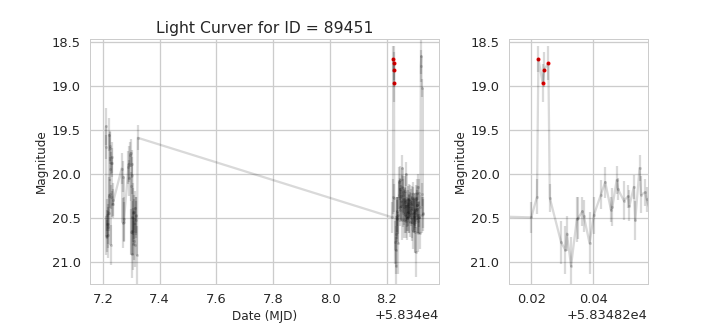 Light Curver for ID = 89451
Magnitude
18.5
19.0
19.5
20.0
20.5
21.0
7.2 7.4 7.6 7.8 8.0 8.2
Date (MJD)
+5.834e4
Magnitude
18.5
19.0
19.5
20.0
20.5
21.0
0.02 0.04
+5.83482e4